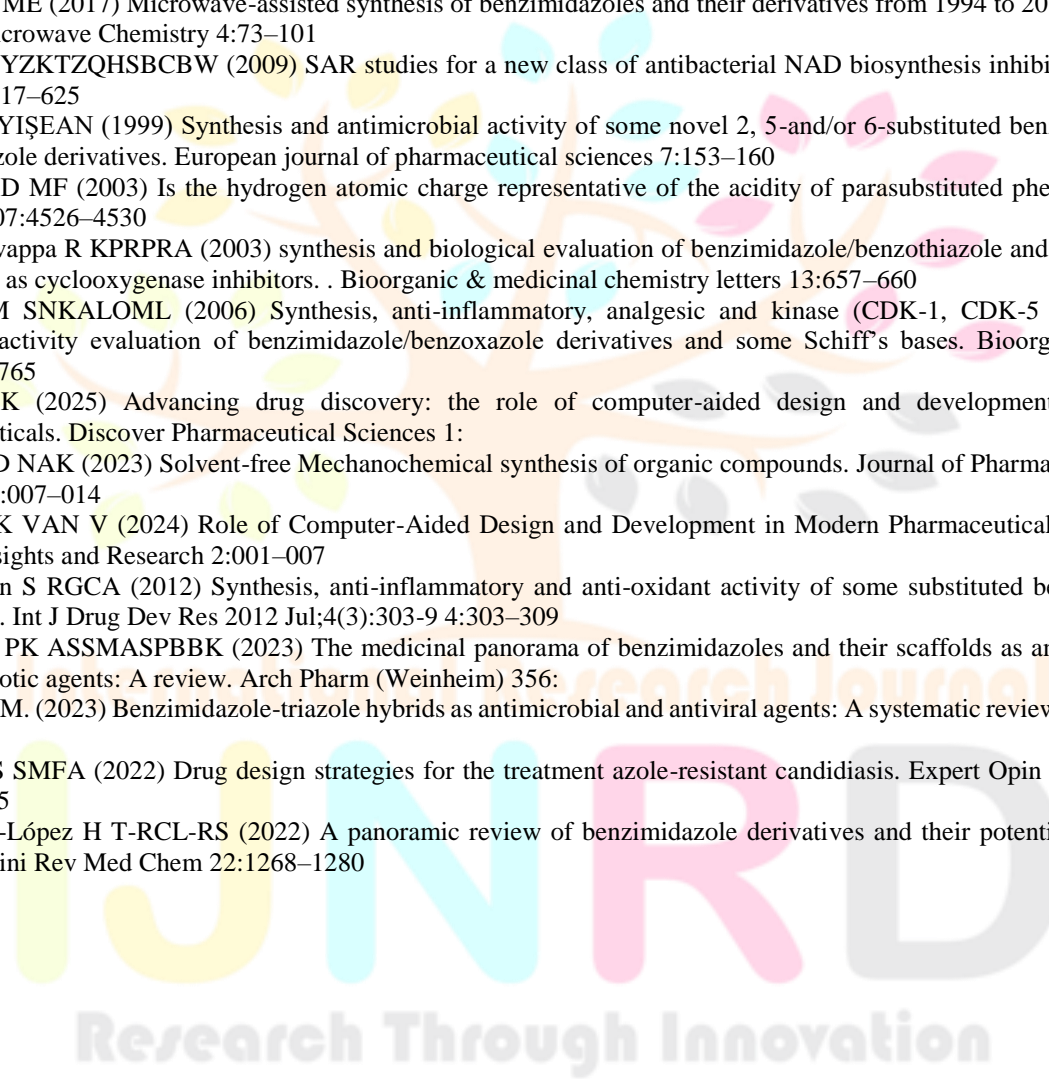 ME (2017) Microwave-assisted synthesis of benzimidazoles and their derivatives from 1994 to 20
icrowave Chemistry 4:73–101
YZKTZQHSBCBW (2009) SAR studies for a new class of antibacterial NAD biosynthesis inhibi
17–625
YIŞEAN (1999) Synthesis and antimicrobial activity of some novel 2, 5-and/or 6-substituted ben
zole derivatives. European journal of pharmaceutical sciences 7:153–160
D MF (2003) Is the hydrogen atomic charge representative of the acidity of parasubstituted phe
07:4526–4530
yappa R KPRPRA (2003) synthesis and biological evaluation of benzimidazole/benzothiazole and
as cyclooxygenase inhibitors. . Bioorganic & medicinal chemistry letters 13:657–660
M SNKALOML (2006) Synthesis, anti-inflammatory, analgesic and kinase (CDK-1, CDK-5
activity evaluation of benzimidazole/benzoxazole derivatives and some Schiff's bases. Bioorg
765
K (2025) Advancing drug discovery: the role of computer-aided design and development
ticals. Discover Pharmaceutical Sciences 1:
D NAK (2023) Solvent-free Mechanochemical synthesis of organic compounds. Journal of Pharma
:007–014
K VAN V (2024) Role of Computer-Aided Design and Development in Modern Pharmaceutical
sights and Research 2:001–007
n S RGCA (2012) Synthesis, anti-inflammatory and anti-oxidant activity of some substituted be
. Int J Drug Dev Res 2012 Jul;4(3):303-9 4:303–309
PK ASSMASPBBK (2023) The medicinal panorama of benzimidazoles and their scaffolds as an
otic agents: A review. Arch Pharm (Weinheim) 356:
M. (2023) Benzimidazole-triazole hybrids as antimicrobial and antiviral agents: A systematic review
S SMFA (2022) Drug design strategies for the treatment azole-resistant candidiasis. Expert Opin
5
-López H T-RCL-RS (2022) A panoramic review of benzimidazole derivatives and their potenti
ini Rev Med Chem 22:1268–1280
International Research Journal
IJNRD
Research Through Innovation